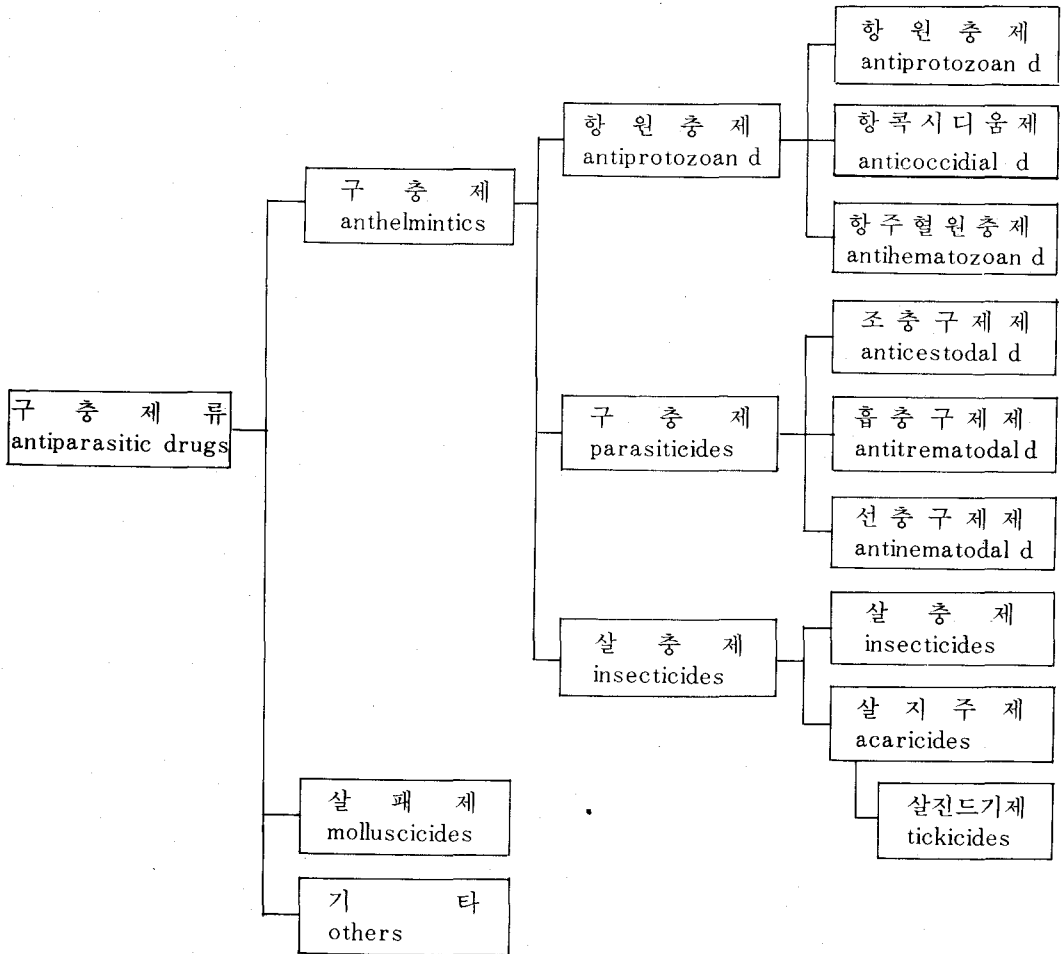 구 충 제 류
antiparasitic drugs
구 충 제
anthelmintics
항 원 충 제
antiprotozoan d
항 원 충 제
antiprotozoan d
항 콕 시 디 움 제
anticoccidial d
항 주 혈 원 충 제
antihematozoan d
구 충 제
parasiticides
조 충 구 제 제
anticestodal d
흡 충 구 제 제
antitrematodal d
선 충 구 제 제
antinematodal d
살 충 제
insecticides
살 충 제
insecticides
살 지 주 제
acaricides
살진드기제
tickicides
살 패 제
molluscicides
기 타
others